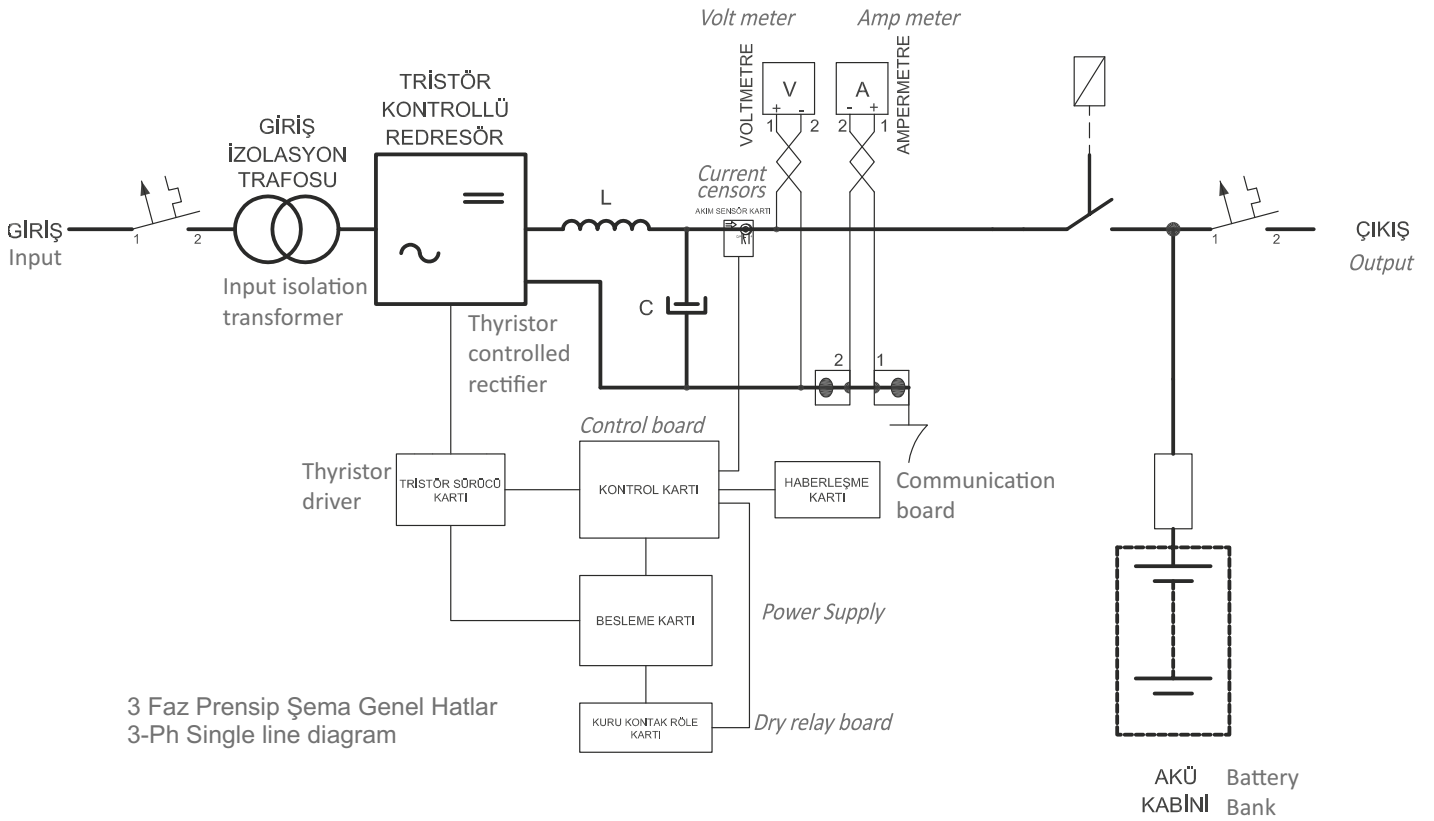 Volt meter
Amp meter
VOLTMETRE
V
+ -
1 2
A
- +
2 1
AMPERMETRE
TRİSTÖR
KONTROLLÜ
REDRESÖR
GİRİŞ
İZOLASYON
TRAFOSU
Current
censors
AKIM SENSÖR KARTI
L
GİRİŞ
Input
1 2
Input isolation
transformer
C
1 2
ÇIKIŞ
Output
Thyristor
controlled
rectifier
2 1
Control board
Thyristor
driver
TRİSTÖR SÜRÜCÜ
KARTI
KONTROL KARTI
HABERLEŞME
KARTI
Communication
board
BESLEME KARTI
Power Supply
KURU KONTAK RÖLE
KARTI
Dry relay board
3 Faz Prensip Şema Genel Hatlar
3-Ph Single line diagram
AKÜ
KABİNİ
Battery
Bank